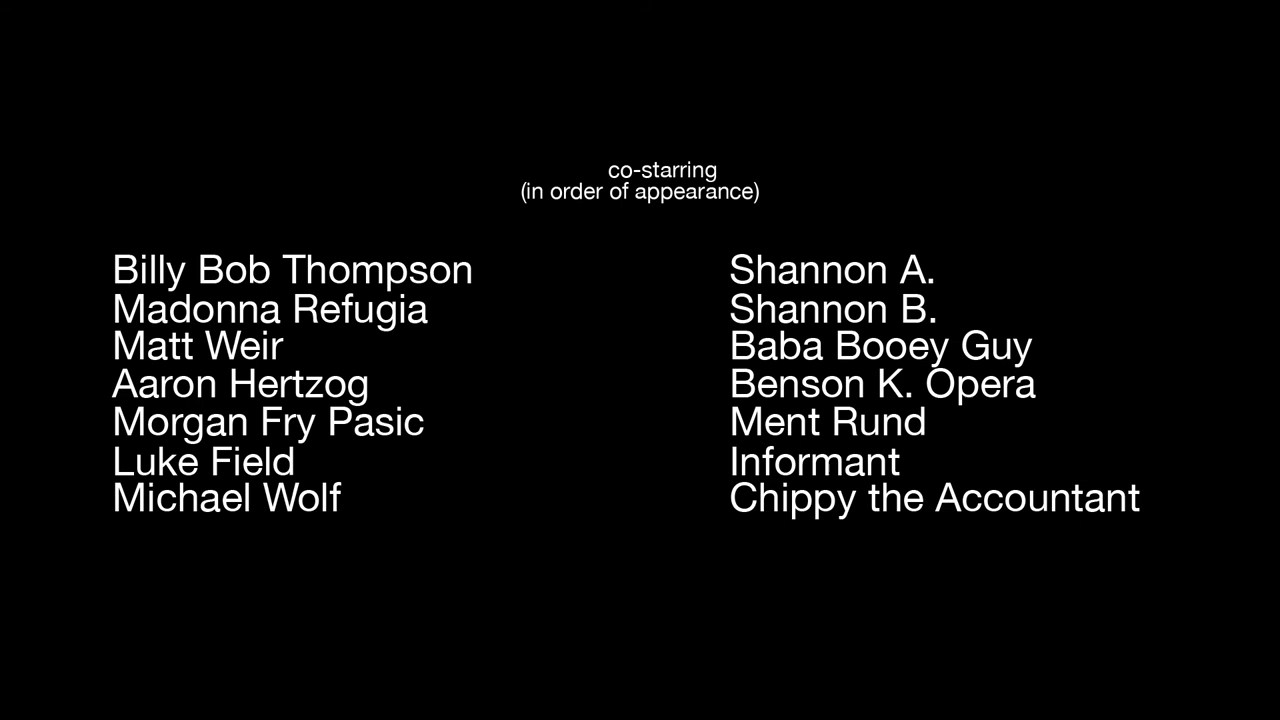 co-starring
(in order of appearance)
Billy Bob Thompson Shannon A.
Madonna Refugia Shannon B.
Matt Weir Baba Booey Guy
Aaron Hertzog Benson K. Opera
Morgan Fry Pasic Ment Rund
Luke Field Informant
Michael Wolf Chippy the Accountant